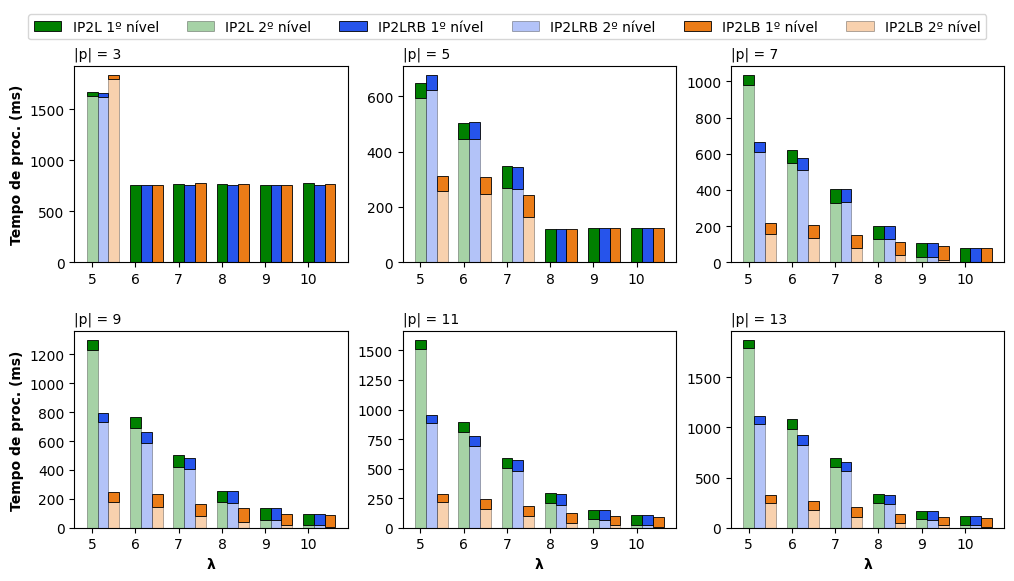 IP2L 1º nível IP2L 2º nível IP2LRB 1º nível IP2LRB 2º nível IP2LB 1º nível IP2LB 2º nível
|p| = 3 |p| = 5 |p| = 7
Tempo de proc. (ms)
1500
1000
500
0
5 6 7 8 9 10
600
400
200
0
5 6 7 8 9 10
1000
800
600
400
200
0
5 6 7 8 9 10
|p| = 9 |p| = 11 |p| = 13
Tempo de proc. (ms)
1200
1000
800
600
400
200
0
5 6 7 8 9 10
λ
1500
1250
1000
750
500
250
0
5 6 7 8 9 10
λ
1500
1000
500
0
5 6 7 8 9 10
λ